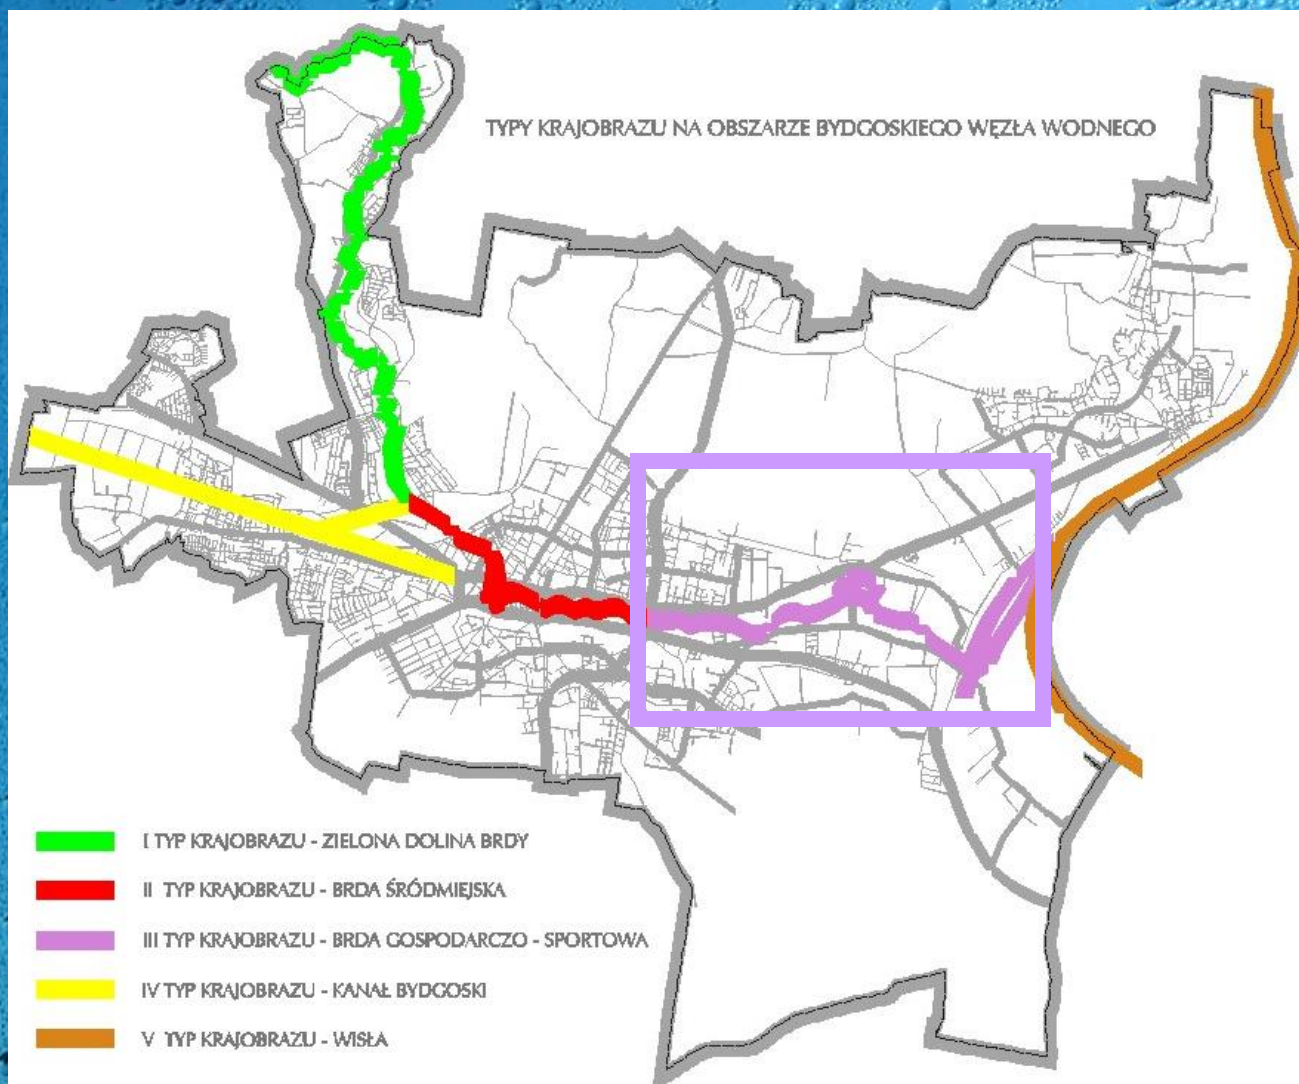 TYPY KRAJOBRAZU NA OBSZARZE BYDGOSKIEGO WĘZŁA WODNEGO
I TYP KRAJOBRAZU - ZIELONA DOLINA BRDY
II TYP KRAJOBRAZU - BRDA ŚRÓDMIEJSKA
III TYP KRAJOBRAZU - BRDA GOSPODARCZO - SPORTOWA
IV TYP KRAJOBRAZU - KANAŁ BYDGOSKI
V TYP KRAJOBRAZU - WISŁA